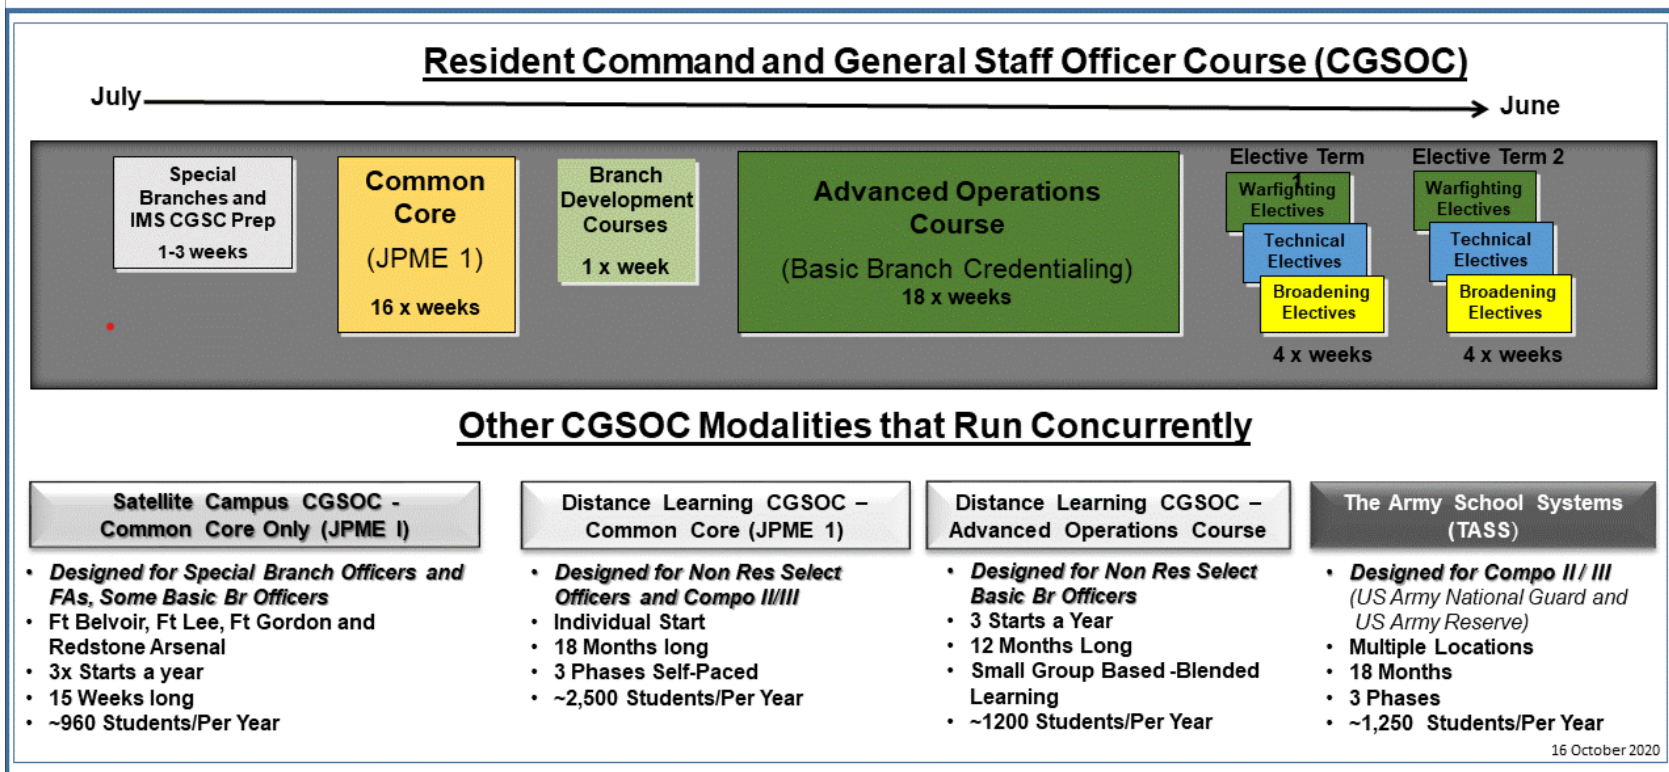 Resident Command and General Staff Officer Course (CGSOC)
July
June
Special
Branches and
IMS CGSC Prep
1-3 weeks
Common
Core
(JPME 1)
16 x weeks
Branch
Development
Courses
1 x week
Advanced Operations
Course
(Basic Branch Credentialing)
18 x weeks
Elective Term
1
Warfighting
Electives
Technical
Electives
Broadening
Electives
4 x weeks
Elective Term 2
Warfighting
Electives
Technical
Electives
Broadening
Electives
4 x weeks
Other CGSOC Modalities that Run Concurrently
Satellite Campus CGSOC -
Common Core Only (JPME I)
• Designed for Special Branch Officers and
FAs, Some Basic Br Officers
• Ft Belvoir, Ft Lee, Ft Gordon and
Redstone Arsenal
• 3x Starts a year
• 15 Weeks long
• ~960 Students/Per Year
Distance Learning CGSOC –
Common Core (JPME 1)
• Designed for Non Res Select
Officers and Compo II/III
• Individual Start
• 18 Months long
• 3 Phases Self-Paced
• ~2,500 Students/Per Year
Distance Learning CGSOC –
Advanced Operations Course
• Designed for Non Res Select
Basic Br Officers
• 3 Starts a Year
• 12 Months Long
• Small Group Based -Blended
Learning
• ~1200 Students/Per Year
The Army School Systems
(TASS)
• Designed for Compo II / III
(US Army National Guard and
US Army Reserve)
• Multiple Locations
• 18 Months
• 3 Phases
• ~1,250 Students/Per Year
16 October 2020